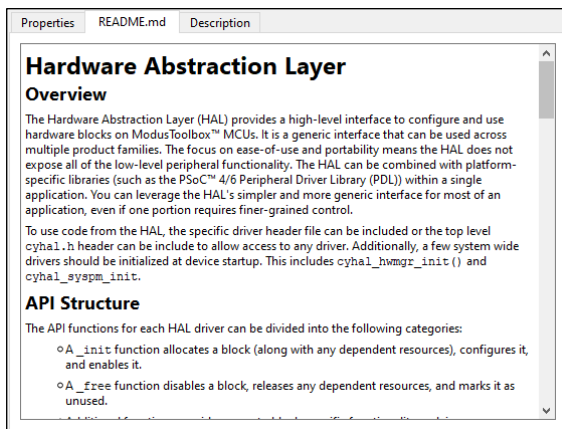 Properties README.md Description
Hardware Abstraction Layer
Overview
The Hardware Abstraction Layer (HAL) provides a high-level interface to configure and use
hardware blocks on ModusToolbox™ MCUs. It is a generic interface that can be used across
multiple product families. The focus on ease-of-use and portability means the HAL does not
expose all of the low-level peripheral functionality. The HAL can be combined with platform-
specific libraries (such as the PSoC™ 4/6 Peripheral Driver Library (PDL)) within a single
application. You can leverage the HAL's simpler and more generic interface for most of an
application, even if one portion requires finer-grained control.
To use code from the HAL, the specific driver header file can be included or the top level
cyhal.h header can be include to allow access to any driver. Additionally, a few system wide
drivers should be initialized at device startup. This includes cyhal_hwmgr_init() and
cyhal_syspm_init.
API Structure
The API functions for each HAL driver can be divided into the following categories:
A _init function allocates a block (along with any dependent resources), configures it,
and enables it.
A _free function disables a block, releases any dependent resources, and marks it as
unused.